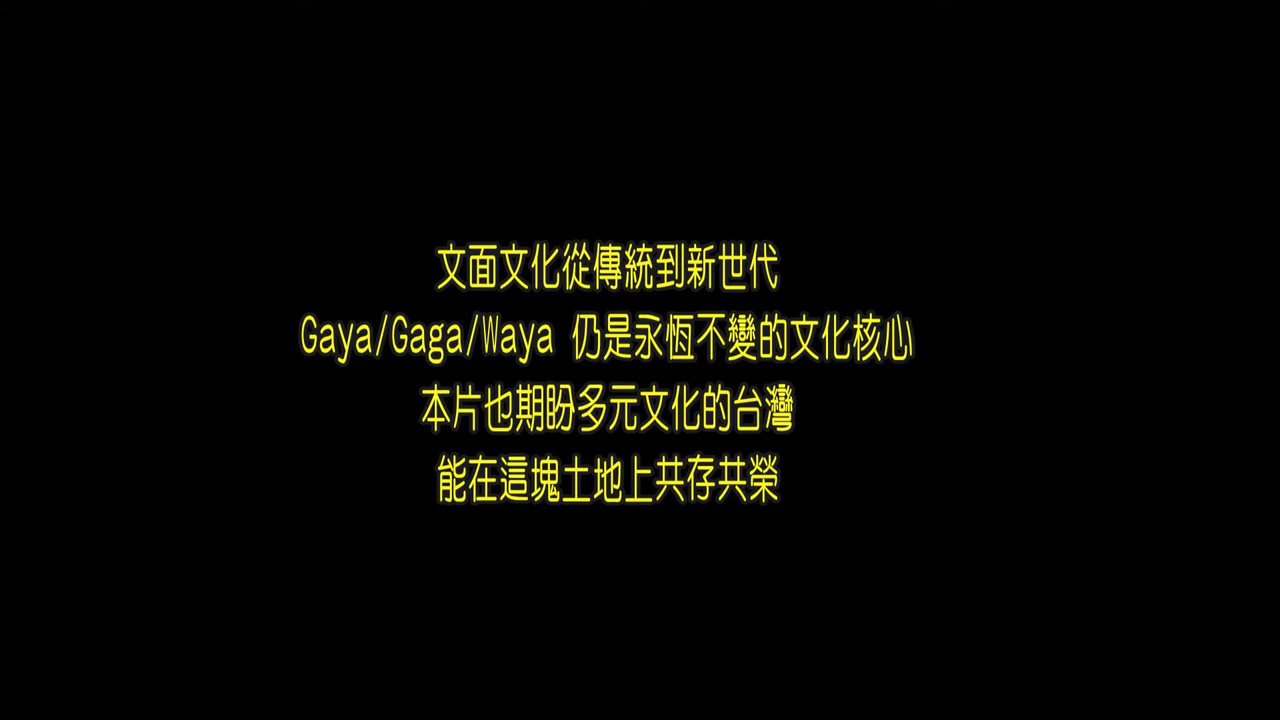 文面文化從傳統到新世代
Gaya/Gaga/Waya 仍是永恆不變的文化核心
本片也期盼多元文化的台灣
能在這塊土地上共存共榮